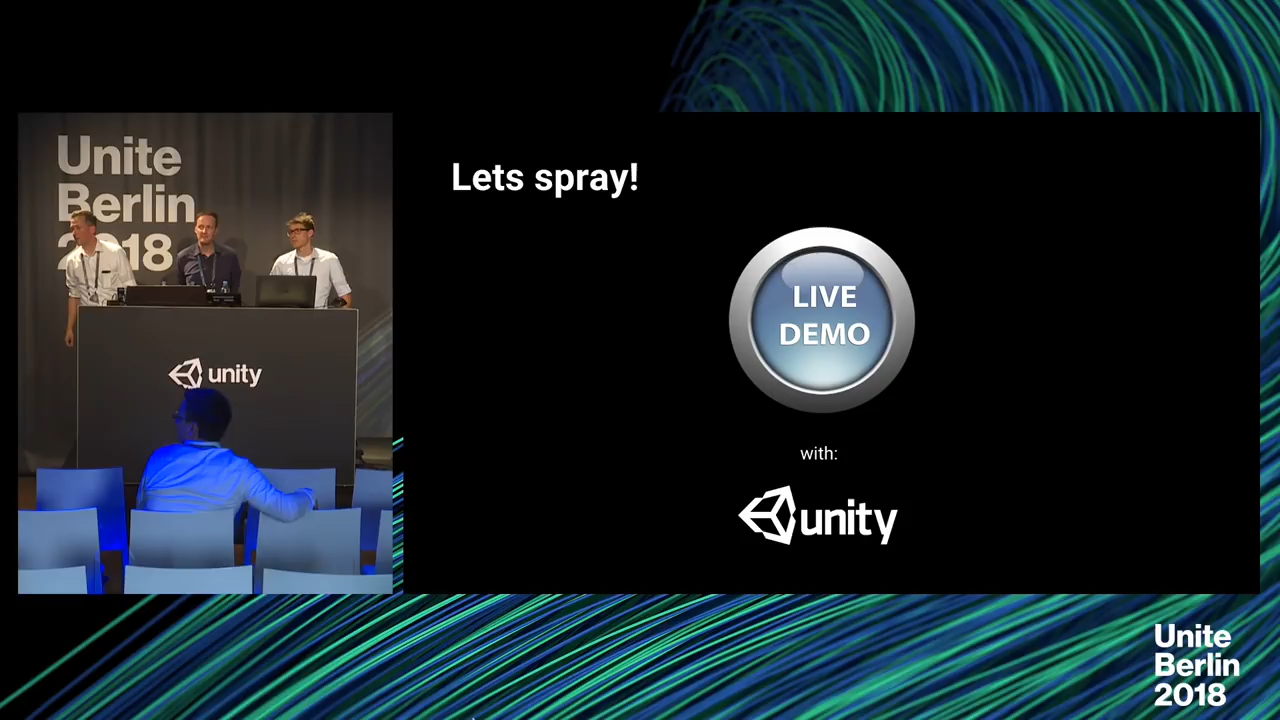 Unite
Berlin
2018
unity
Lets spray!
LIVE
DEMO
with:
unity
Unite
Berlin
2018